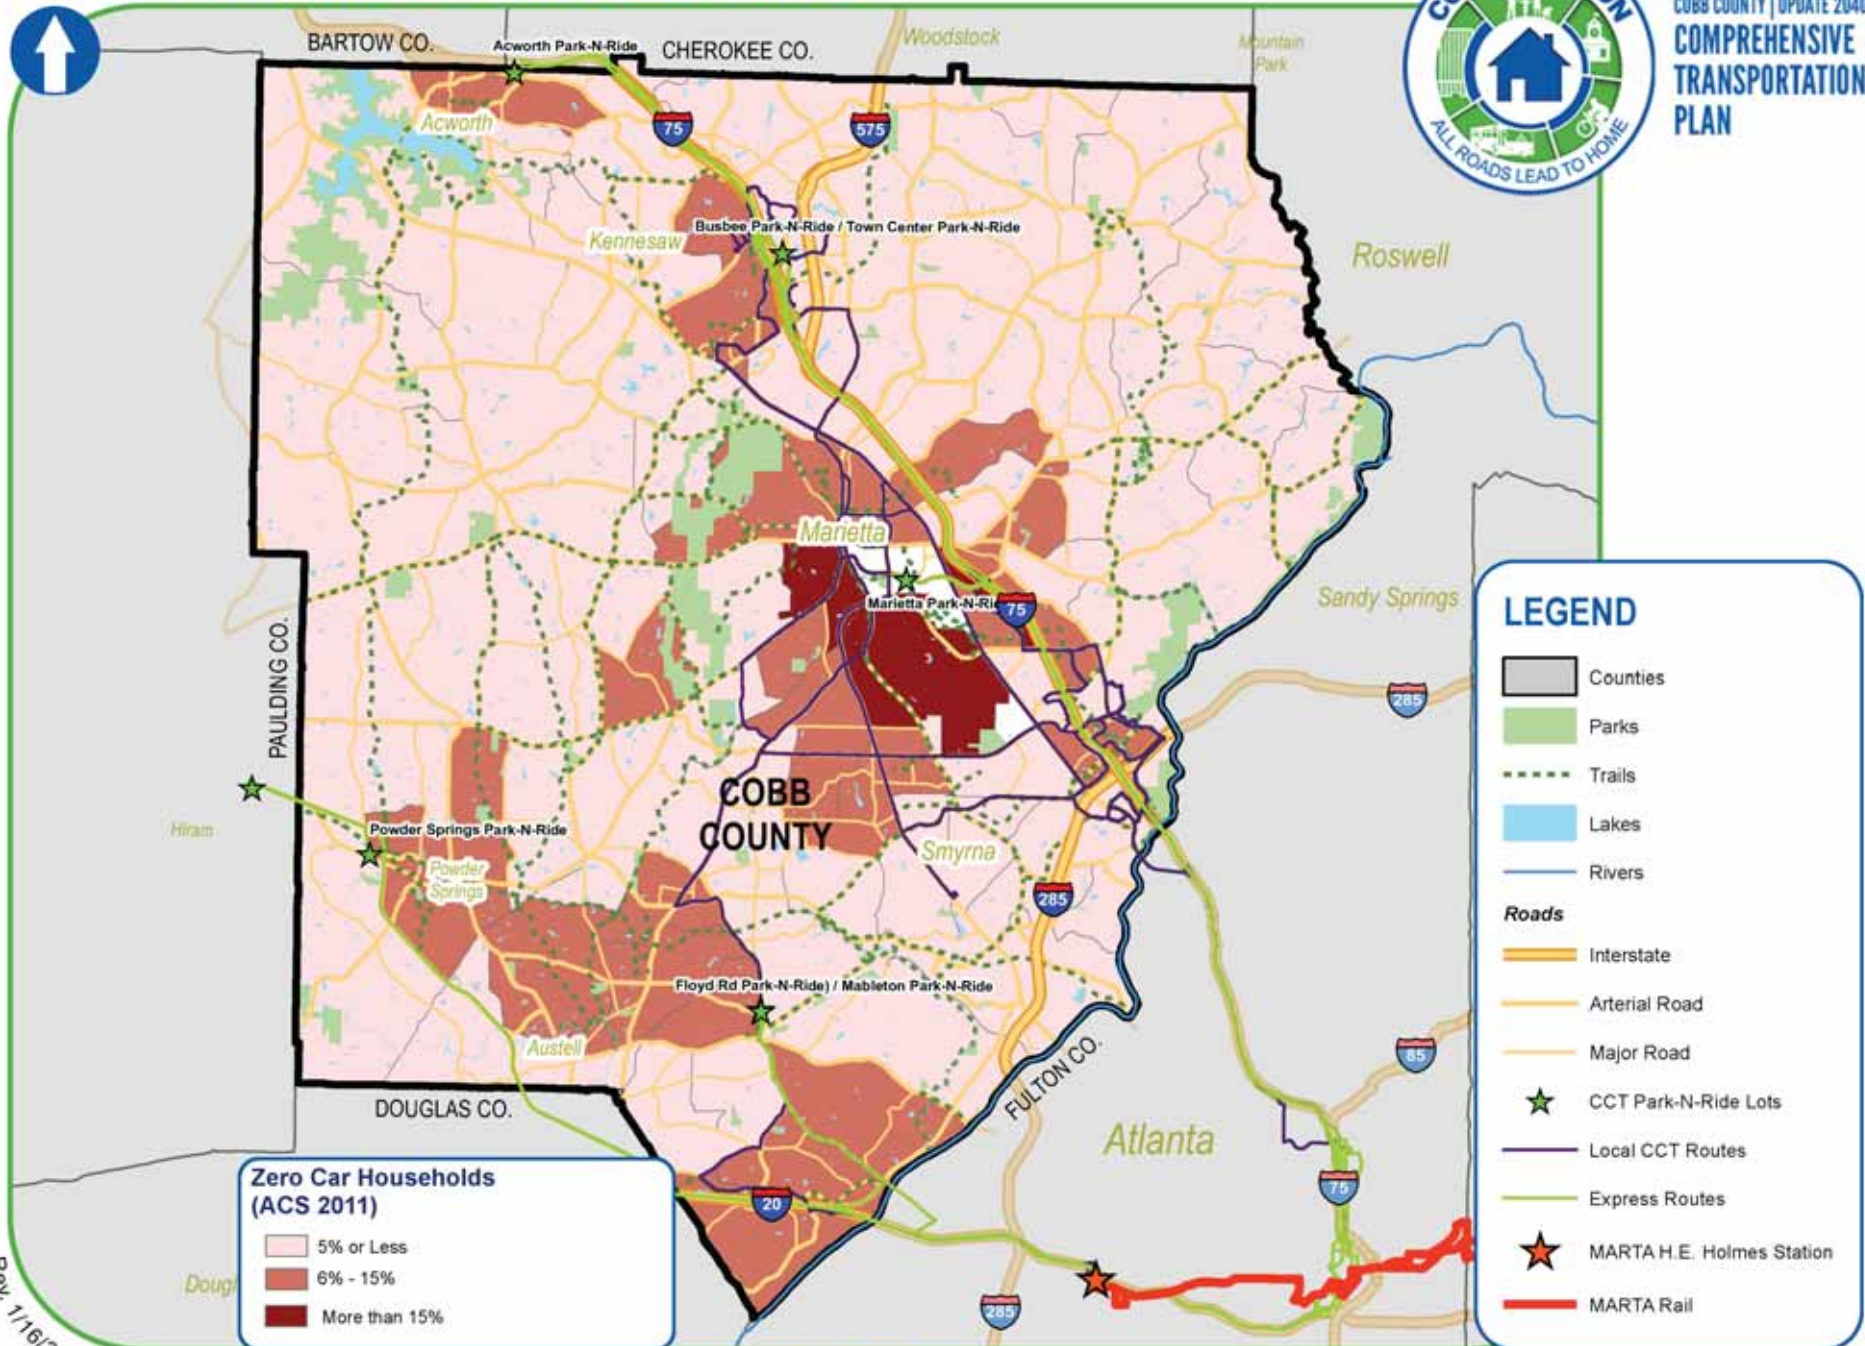 BARTOW CO.
Acworth Park-N-Ride
CHEROKEE CO.
Woodstock
Mountain
Park
COBB COUNTY | UPDATE 2040
COMPREHENSIVE
TRANSPORTATION
PLAN
ALL ROADS LEAD TO HOME
Acworth
75
575
Kennesaw
Busbee Park-N-Ride / Town Center Park-N-Ride
Roswell
Marietta
Marietta Park-N-Ri
75
Sandy Springs
PAULDING CO.
285
COBB
COUNTY
Hiram
Powder Springs Park-N-Ride
Powder
Springs
Smyrna
285
Floyd Rd Park-N-Ride) / Mableton Park-N-Ride
Austell
DOUGLAS CO.
FULTON CO.
Atlanta
85
75
20
285
Dougl
Zero Car Households
(ACS 2011)
5% or Less
6% - 15%
More than 15%
LEGEND
Counties
Parks
Trails
Lakes
Rivers
Roads
Interstate
Arterial Road
Major Road
CCT Park-N-Ride Lots
Local CCT Routes
Express Routes
MARTA H.E. Holmes Station
MARTA Rail